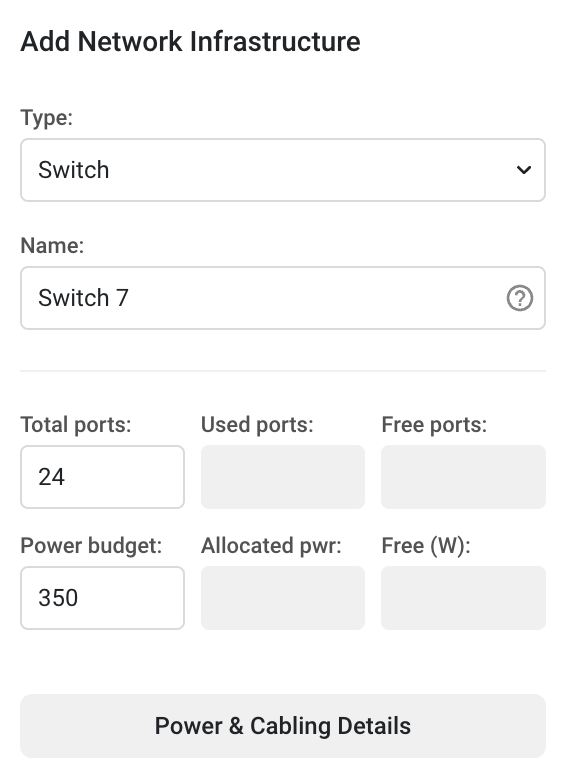 Add Network Infrastructure
Type:
Switch
Name:
Switch 7
Total ports: Used ports: Free ports:
24
Power budget: Allocated pwr: Free (W):
350
Power & Cabling Details